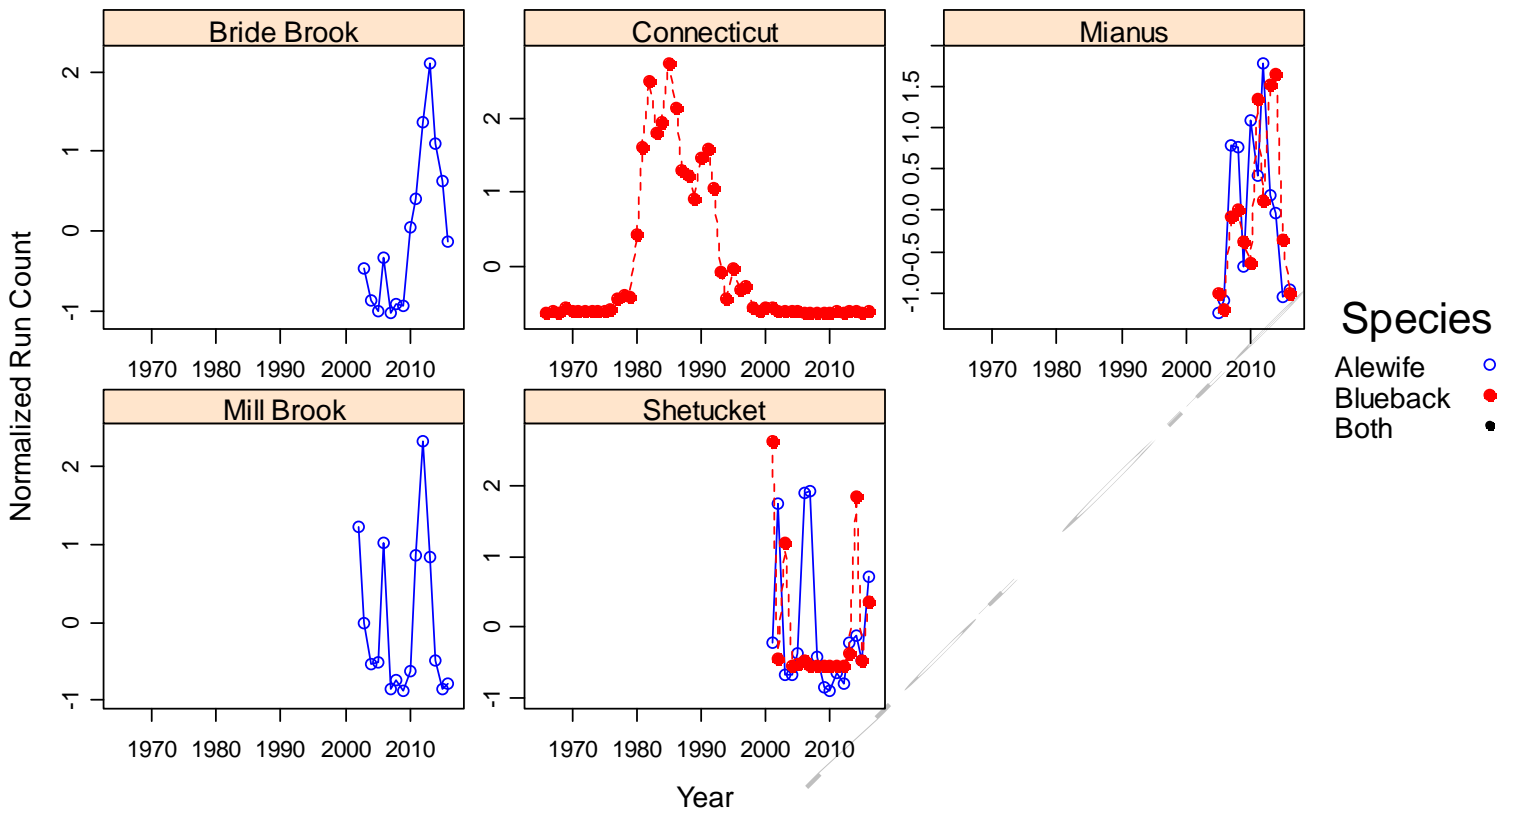 Bride Brook
Connecticut
Mianus
2
1
0
-1
2
1
0
1.5
1.0
0.5
0.0
-0.5
-1.0
1970 1980 1990 2000 2010
1970 1980 1990 2000 2010
1970 1980 1990 2000 2010
Normalized Run Count
Species
Alewife
Blueback
Both
Mill Brook
Shetucket
2
1
0
-1
2
1
0
-1
1970 1980 1990 2000 2010
1970 1980 1990 2000 2010
Year